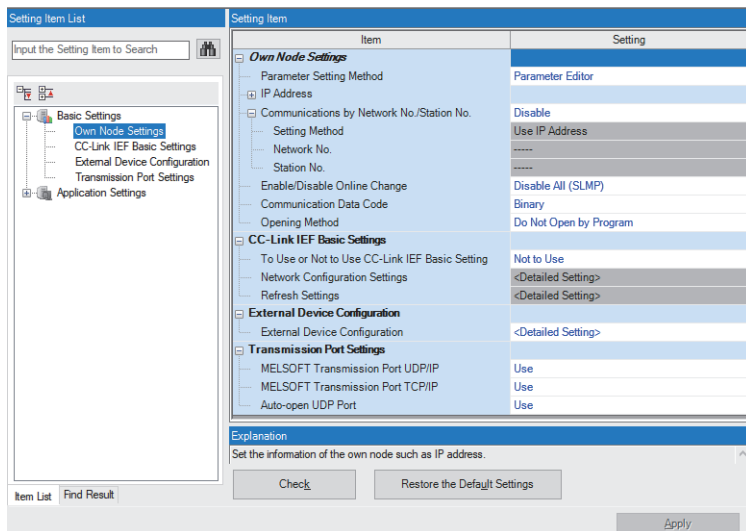 Setting Item List
Input the Setting Item to Search
Basic Settings
Own Node Settings
CC-Link IEF Basic Settings
External Device Configuration
Transmission Port Settings
Application Settings
Item List Find Result
Setting Item
Item Setting
Own Node Settings
Parameter Setting Method Parameter Editor
IP Address
Communications by Network No./Station No. Disable
Setting Method Use IP Address
Network No. -----
Station No. -----
Enable/Disable Online Change Disable All (SLMP)
Communication Data Code Binary
Opening Method Do Not Open by Program
CC-Link IEF Basic Settings
To Use or Not to Use CC-Link IEF Basic Setting Not to Use
Network Configuration Settings <Detailed Setting>
Refresh Settings <Detailed Setting>
External Device Configuration
External Device Configuration <Detailed Setting>
Transmission Port Settings
MELSOFT Transmission Port UDP/IP Use
MELSOFT Transmission Port TCP/IP Use
Auto-open UDP Port Use
Explanation
Set the information of the own node such as IP address.
Check Restore the Default Settings
Apply